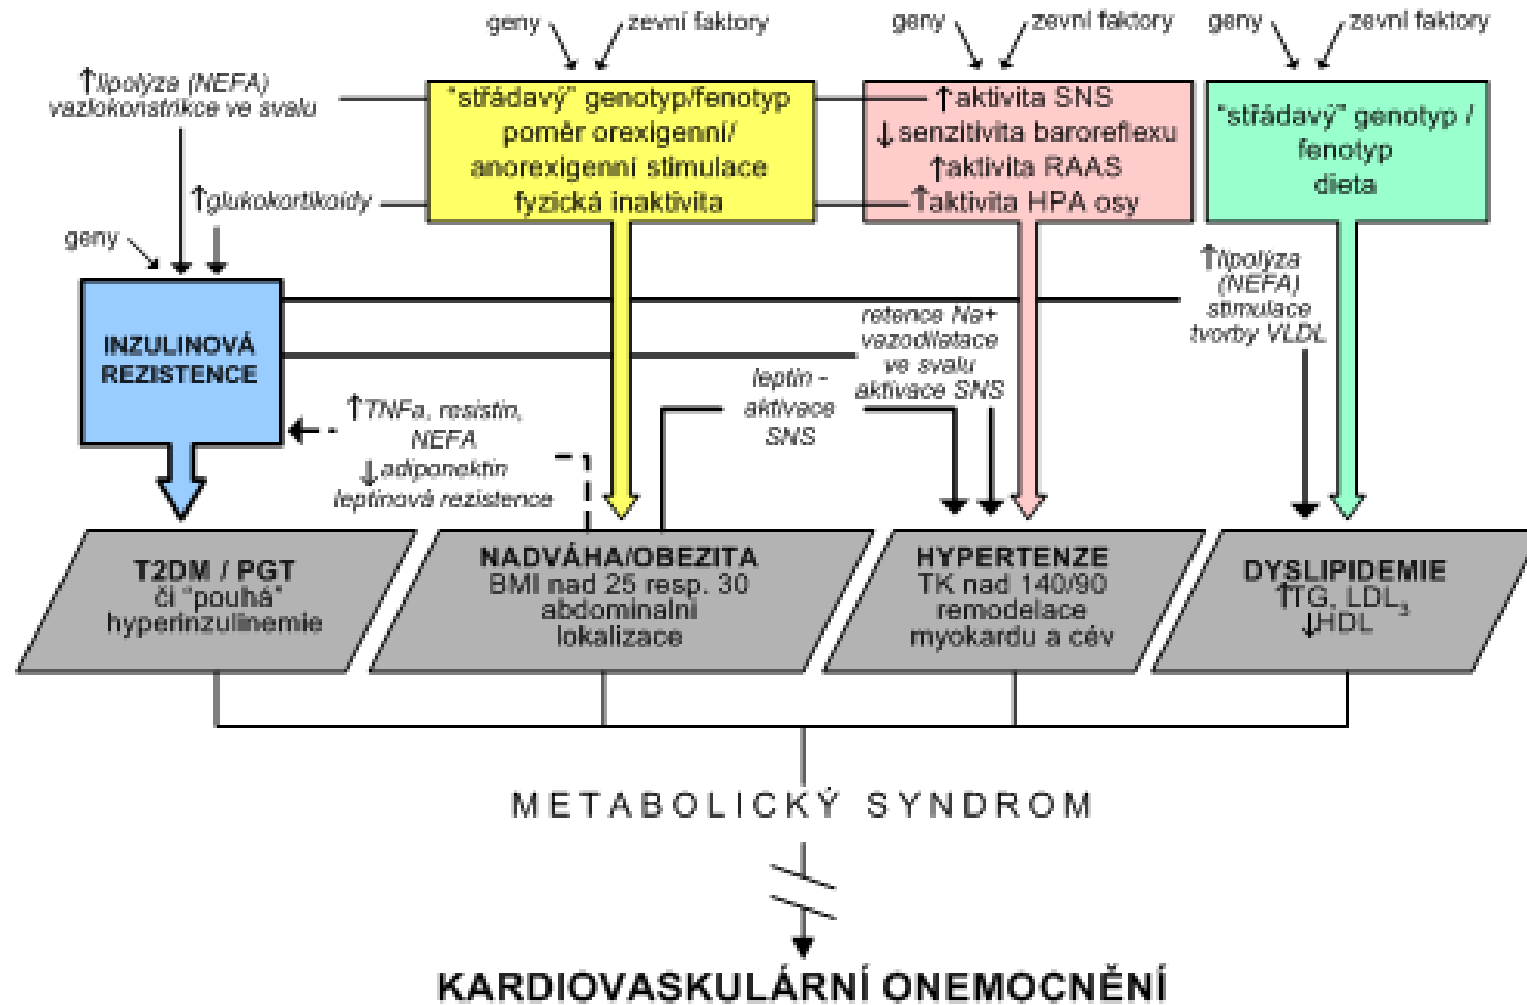 geny
zevní faktory
geny
zevní faktory
geny
zevní faktory
↑lipolýza (NEFA)
vazokonstrikce ve svalu
↑glukokortikoidy
geny
"střádavý" genotyp/fenotyp
poměr orexigenní/
anorexigenní stimulace
fyzická inaktivita
↑aktivita SNS
↓senzitivita baroreflexu
↑aktivita RAAS
↑aktivita HPA osy
"střádavý" genotyp /
fenotyp
dieta
INZULINOVÁ
REZISTENCE
↑TNFa, resistin,
NEFA
↓adiponektin
leptinová rezistence
leptin -
aktivace
SNS
retence Na+
vazodilatace
ve svalu
aktivace SNS
↑lipolýza
(NEFA)
stimulace
tvorby VLDL
T2DM / PGT
či "pouhá"
hyperinzulinemie
NADVÁHA/OBEZITA
BMI nad 25 resp. 30
abdominalní
lokalizace
HYPERTENZE
TK nad 140/90
remodelace
myokardu a cév
DYSLIPIDEMIE
↑TG, LDL₃
↓HDL
METABOLICKÝ SYNDROM
KARDIOVASKULÁRNÍ ONEMOCNĚNÍ